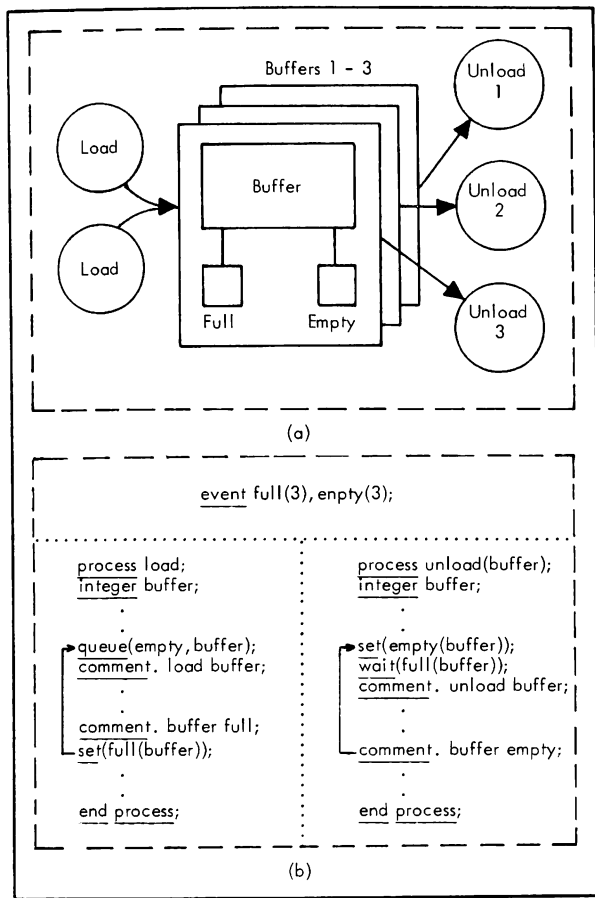 Buffers 1 - 3
Unload
1
Load
Buffer
Unload
2
Load
Full
Empty
Unload
3
(a)
event full(3), enpty(3);
process load;
integer buffer;
queue(empty, buffer);
comment. load buffer;
comment. buffer full;
set(full(buffer));
end process;
process unload(buffer);
integer buffer;
set(empty(buffer));
wait(full(buffer));
comment. unload buffer;
comment. buffer empty;
end process;
(b)